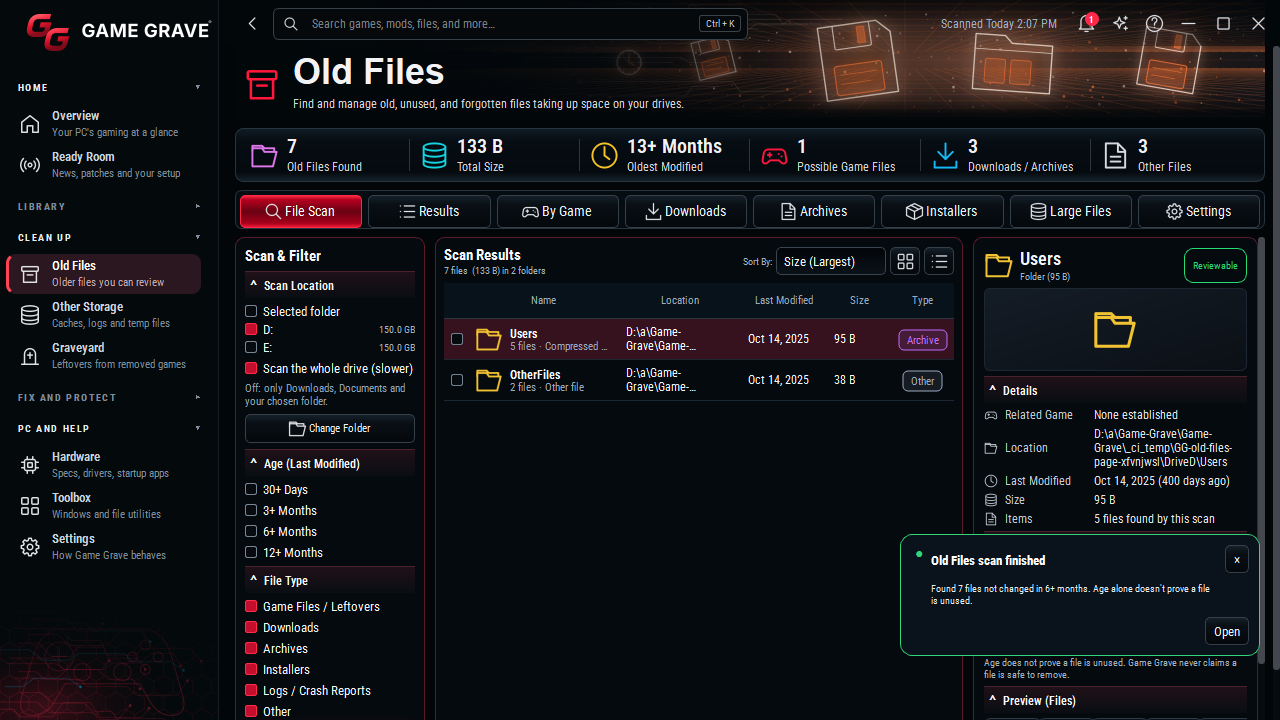 GAME GRAVE
HOME
Overview
Your PC's gaming at a glance
Ready Room
News, patches and your setup
LIBRARY
CLEAN UP
Old Files
Older files you can review
Other Storage
Caches, logs and temp files
Graveyard
Leftovers from removed games
FIX AND PROTECT
PC AND HELP
Hardware
Specs, drivers, startup apps
Toolbox
Windows and file utilities
Settings
How Game Grave behaves
Search games, mods, files, and more...
Ctrl + K
Scanned Today 2:07 PM
1
Old Files
Find and manage old, unused, and forgotten files taking up space on your drives.
7
Old Files Found
133 B
Total Size
13+ Months
Oldest Modified
1
Possible Game Files
3
Downloads / Archives
3
Other Files
File Scan
Results
By Game
Downloads
Archives
Installers
Large Files
Settings
Scan & Filter
^ Scan Location
Selected folder
D: 150.0 GB
E: 150.0 GB
Scan the whole drive (slower)
Off: only Downloads, Documents and
your chosen folder.
Change Folder
^ Age (Last Modified)
30+ Days
3+ Months
6+ Months
12+ Months
^ File Type
Game Files / Leftovers
Downloads
Archives
Installers
Logs / Crash Reports
Other
Scan Results
7 files (133 B) in 2 folders
Sort By: Size (Largest)
Name Location Last Modified Size Type
Users
5 files · Compressed ...
D:\a\Game-
Grave\Game-...
Oct 14, 2025 95 B Archive
OtherFiles
2 files · Other file
D:\a\Game-
Grave\Game-...
Oct 14, 2025 38 B Other
Users
Folder (95 B)
Reviewable
^ Details
Related Game None established
Location
D:\a\Game-Grave\Game-
Grave\_ci_temp\GG-old-files-
page-xfvnjwsl\DriveD\Users
Last Modified Oct 14, 2025 (400 days ago)
Size 95 B
Items 5 files found by this scan
Old Files scan finished
x
Found 7 files not changed in 6+ months. Age alone doesn't prove a file
is unused.
Open
Age does not prove a file is unused. Game Grave never claims a
file is safe to remove.
^ Preview (Files)